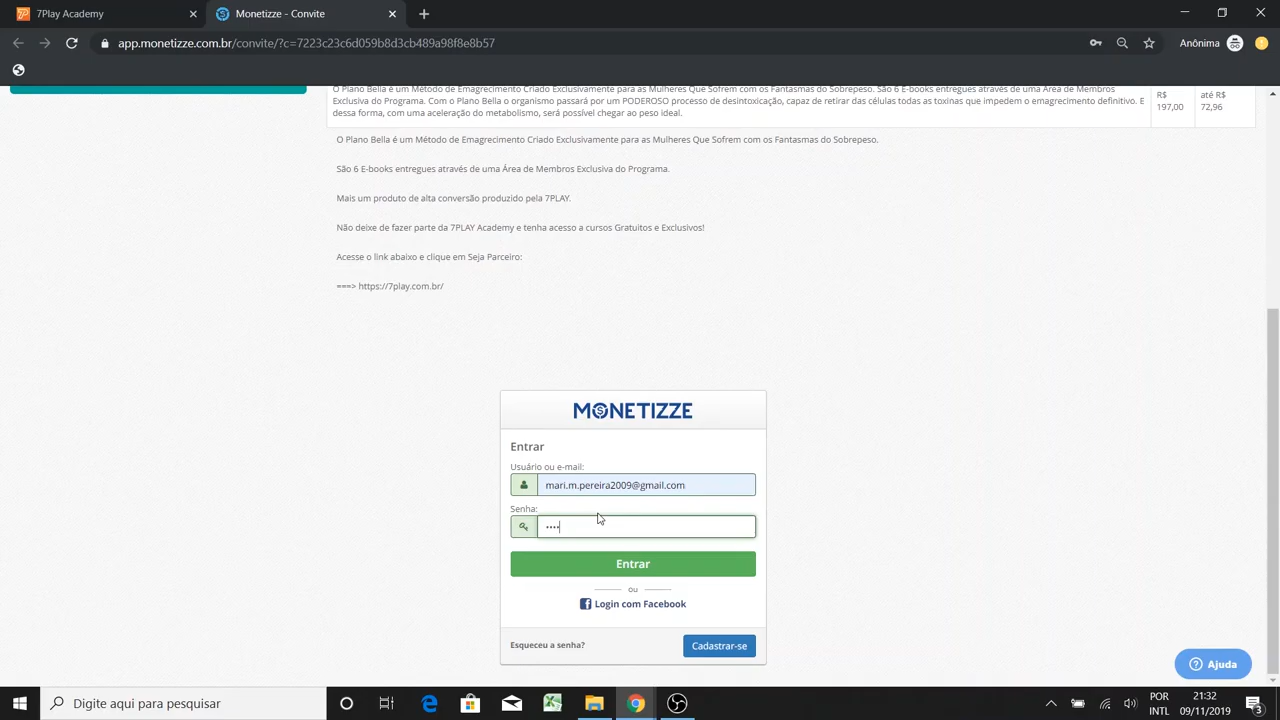 7Play Academy
Monetizze - Convite
app.monetizze.com.br/convite/?c=7223c23c6d059b8d3cb489a98f8e8b57
Anônima
O Plano Bella é um Método de Emagrecimento Criado Exclusivamente para as Mulheres Que Sofrem com os Fantasmas do Sobrepeso. São 6 E-books entregues através de uma Área de Membros
Exclusiva do Programa. Com o Plano Bella o organismo passará por um PODEROSO processo de desintoxicação, capaz de retirar das células todas as toxinas que impedem o emagrecimento definitivo. E
dessa forma, com uma aceleração do metabolismo, será possível chegar ao peso ideal.
R$
197,00
até R$
72,96
O Plano Bella é um Método de Emagrecimento Criado Exclusivamente para as Mulheres Que Sofrem com os Fantasmas do Sobrepeso.
São 6 E-books entregues através de uma Área de Membros Exclusiva do Programa.
Mais um produto de alta conversão produzido pela 7PLAY.
Não deixe de fazer parte da 7PLAY Academy e tenha acesso a cursos Gratuitos e Exclusivos!
Acesse o link abaixo e clique em Seja Parceiro:
===> https://7play.com.br/
MONETIZZE
Entrar
Usuário ou e-mail:
mari.m.pereira2009@gmail.com
Senha:
••••
Entrar
ou
Login com Facebook
Esqueceu a senha?
Cadastrar-se
Ajuda
Digite aqui para pesquisar
POR
INTL
21:32
09/11/2019
3